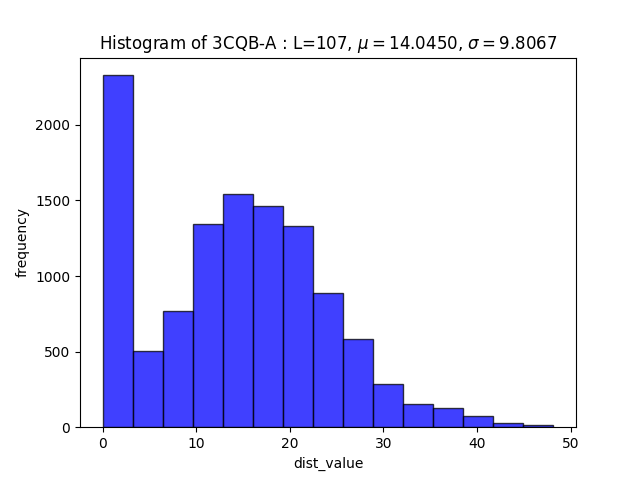 Histogram of 3CQB-A : L=107, μ = 14.0450, σ = 9.8067
frequency
2000
1500
1000
500
0
0 10 20 30 40 50
dist_value